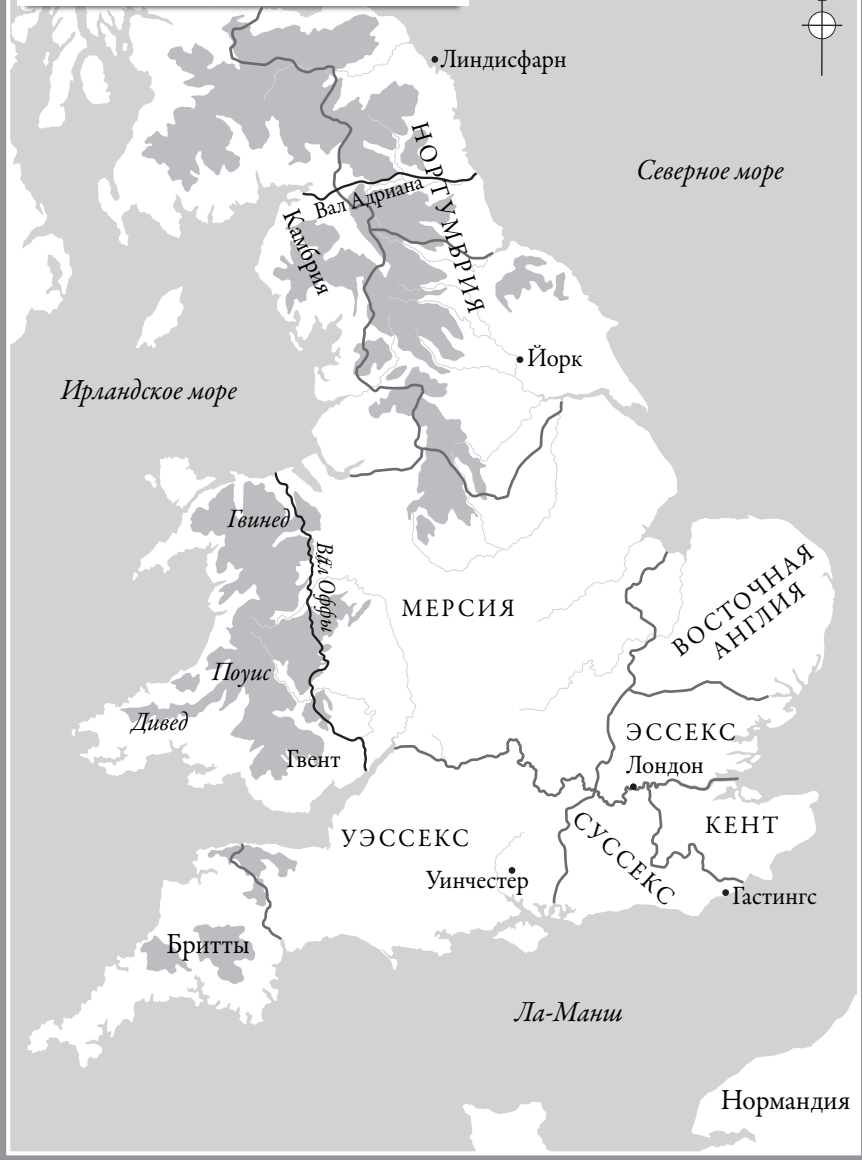 Линдисфарн
Северное море
НОРТУМБРИЯ
Вал Адриана
Камбрия
Йорк
Ирландское море
Гвинед
Вал Оффы
МЕРСИЯ
ВОСТОЧНАЯ
АНГЛИЯ
Поуис
Дивед
Гвент
ЭССЕКС
Лондон
КЕНТ
УЭССЕКС
СУССЕКС
Уинчестер
Гастингс
Бритты
Ла-Манш
Нормандия